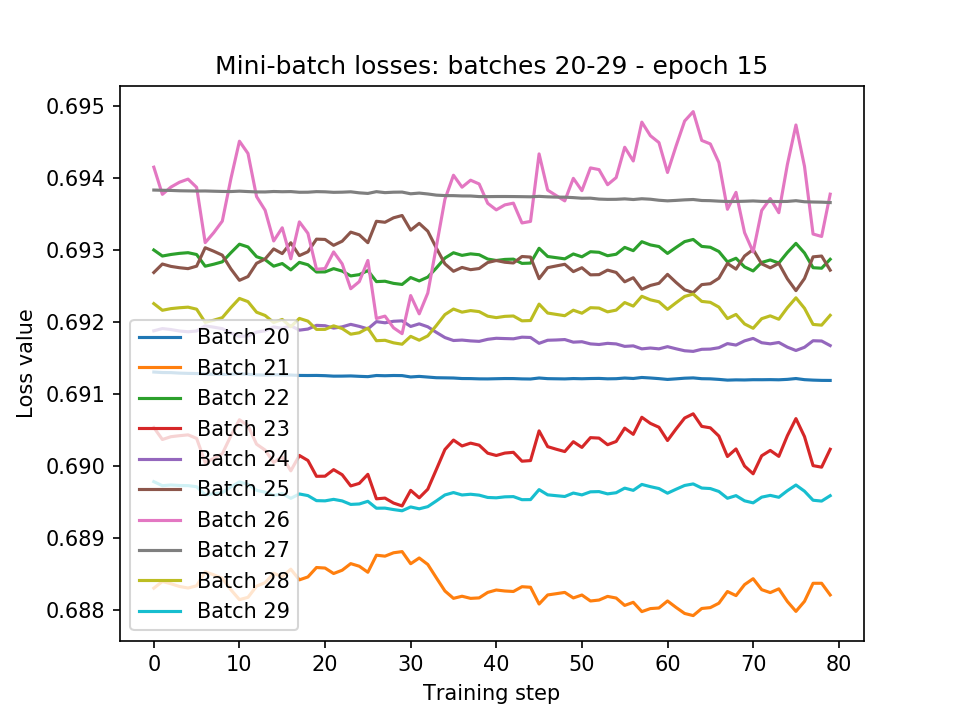 Mini-batch losses: batches 20-29 - epoch 15
Loss value
0.695
0.694
0.693
0.692
0.691
0.690
0.689
0.688
Batch 20
Batch 21
Batch 22
Batch 23
Batch 24
Batch 25
Batch 26
Batch 27
Batch 28
Batch 29
0 10 20 30 40 50 60 70 80
Training step